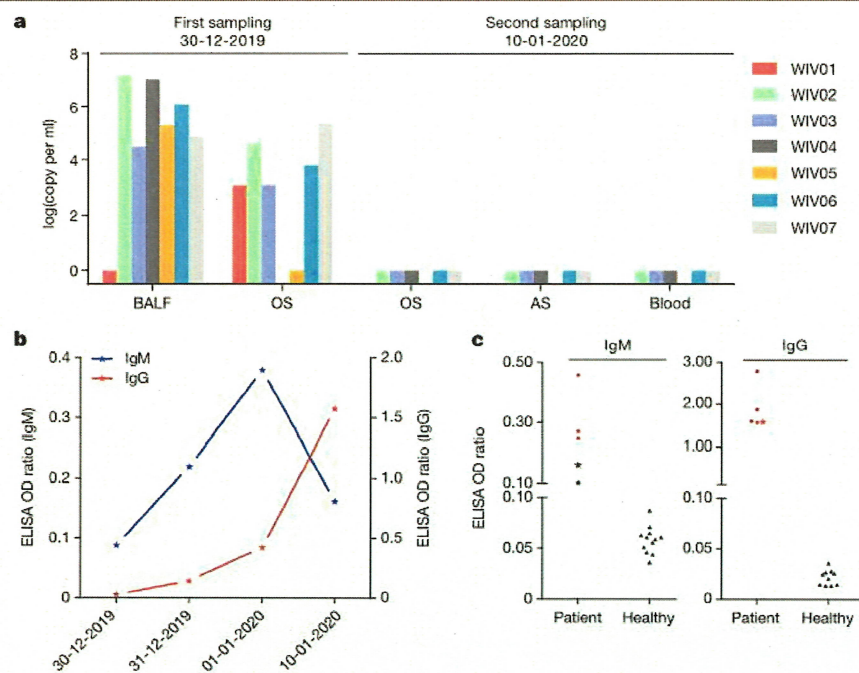 a
First sampling
30-12-2019
Second sampling
10-01-2020
log(copy per ml)
8
6
4
2
0
BALF
OS
OS
AS
Blood
WIV01
WIV02
WIV03
WIV04
WIV05
WIV06
WIV07
b
IgM
IgG
ELISA OD ratio (IgM)
0.4
0.3
0.2
0.1
0
ELISA OD ratio (IgG)
2.0
1.5
1.0
0.5
0
30-12-2019
31-12-2019
01-01-2020
10-01-2020
c
IgM
IgG
ELISA OD ratio
0.50
0.30
0.10
0.10
0.05
0
Patient
Healthy
3.00
2.00
1.00
0.10
0.05
0
Patient
Healthy